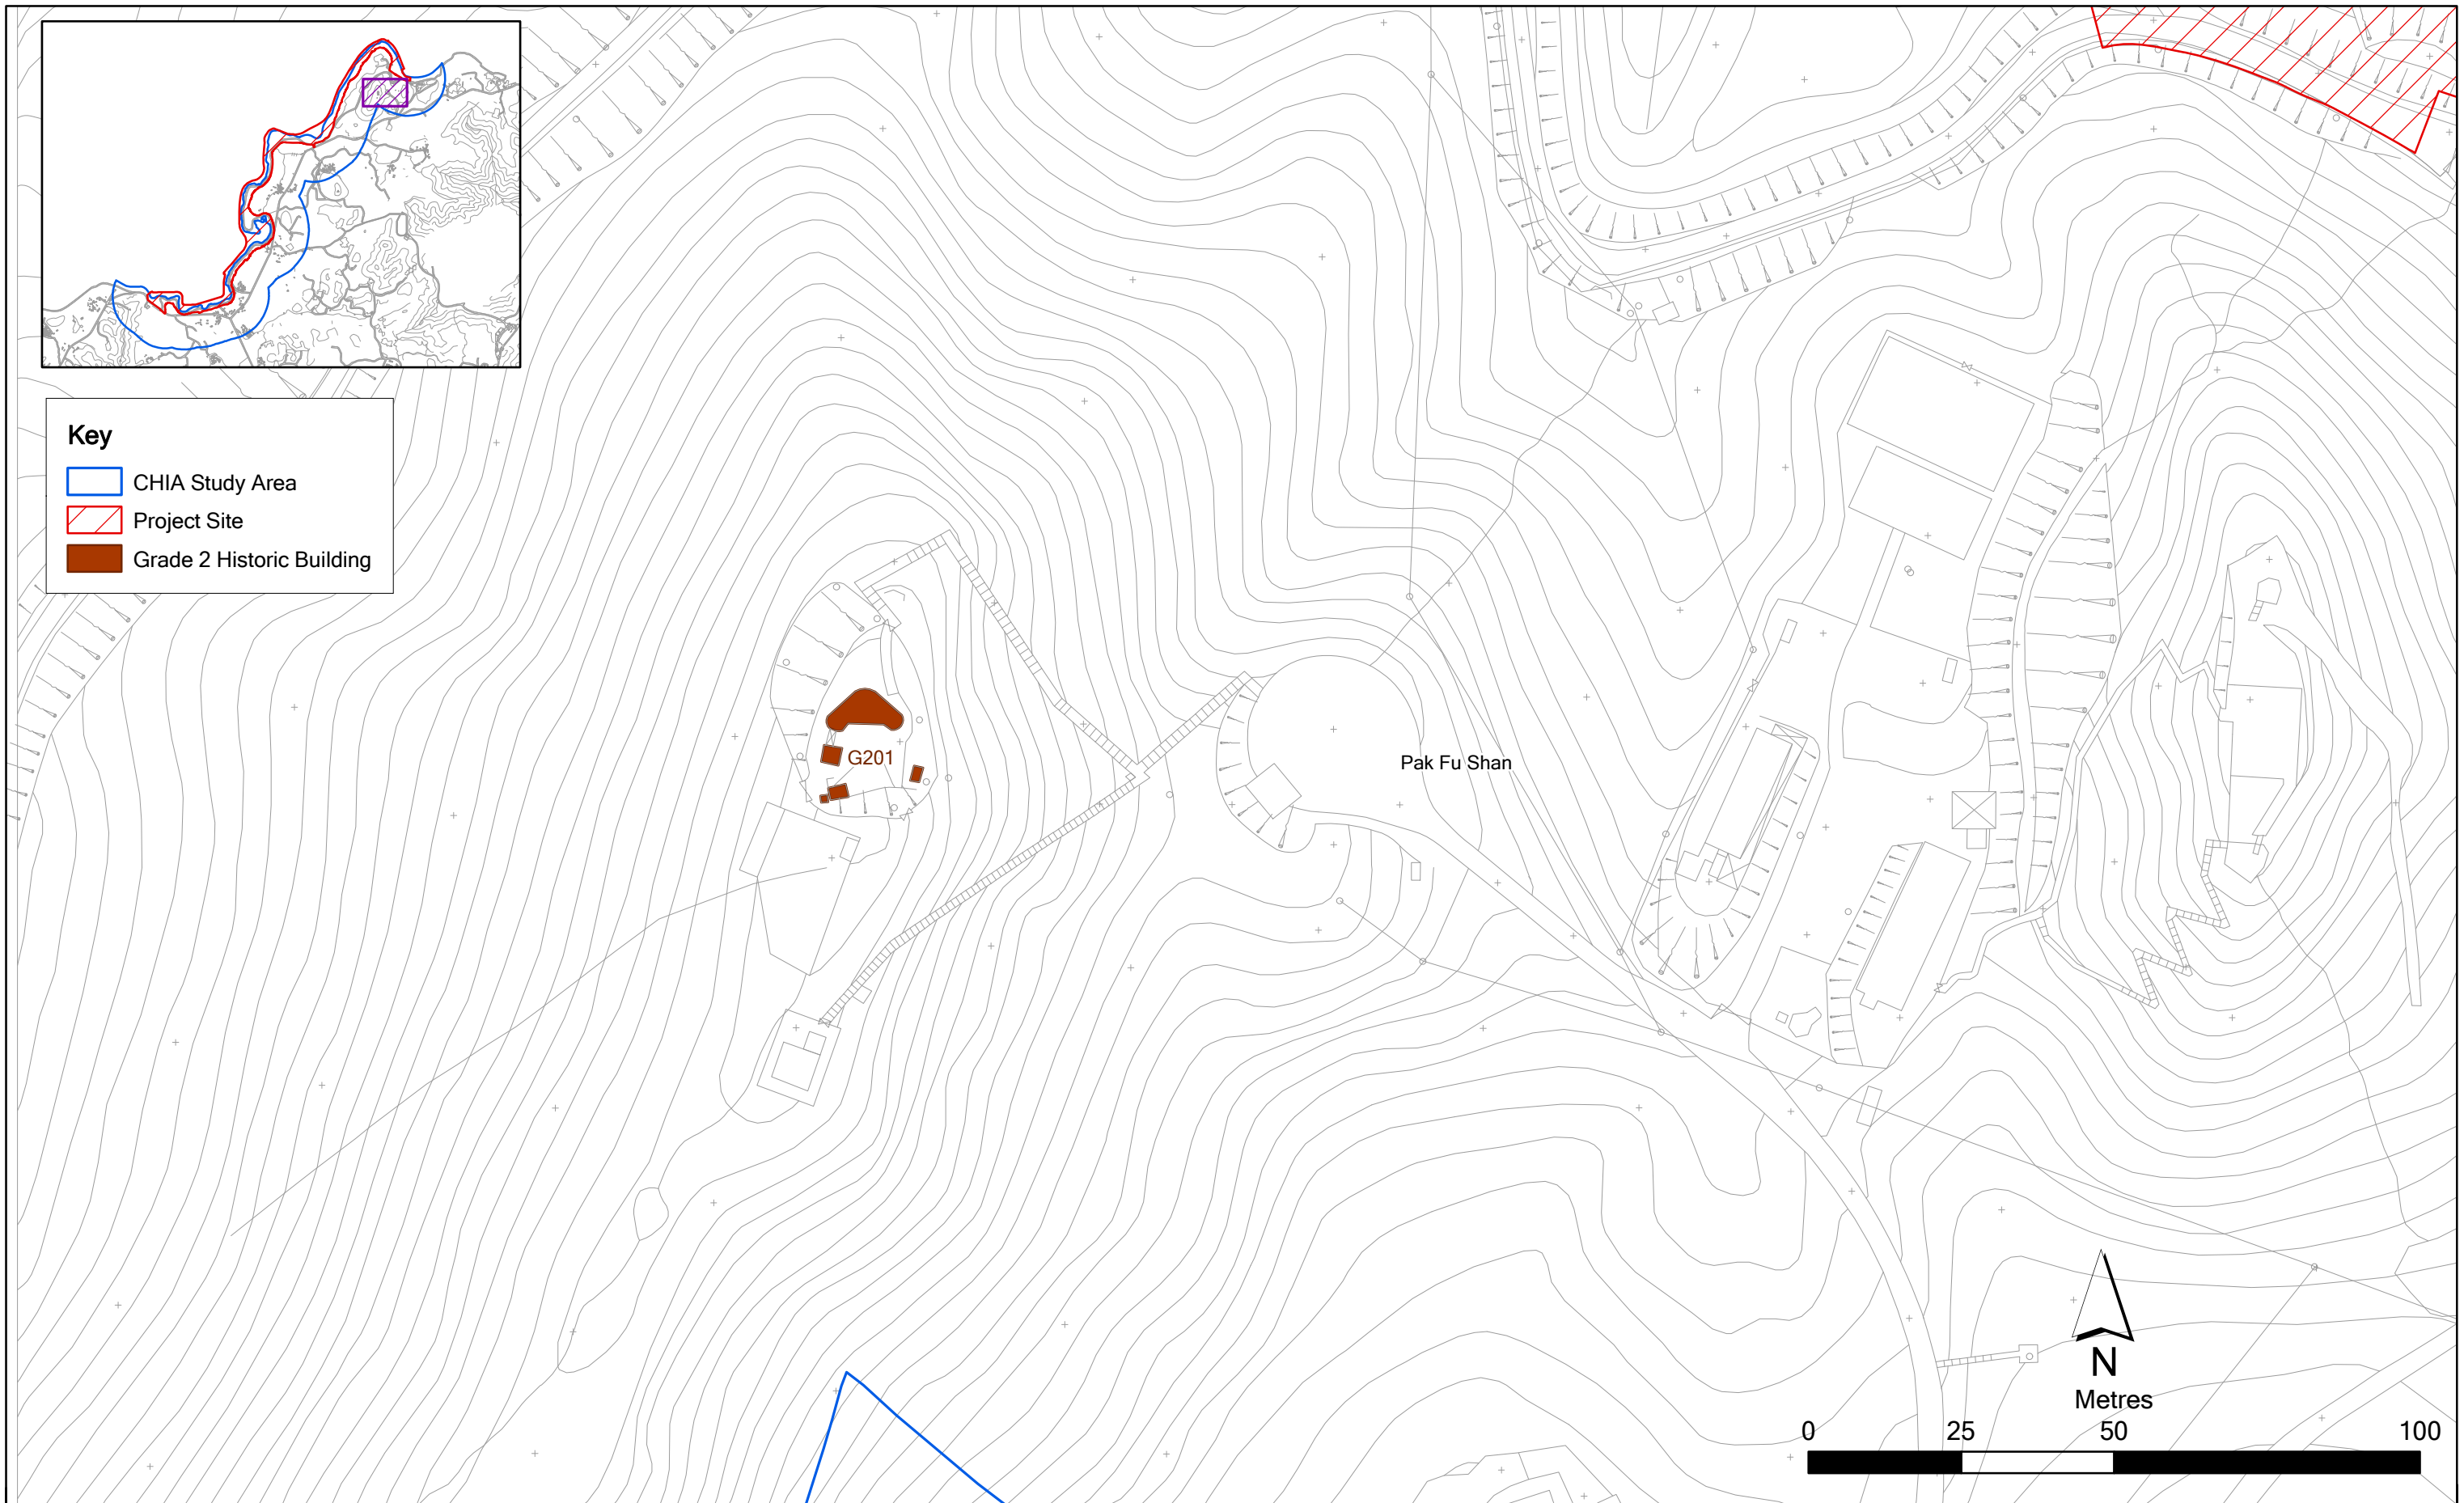 Key
CHIA Study Area
Project Site
Grade 2 Historic Building
G201
Pak Fu Shan
N
Metres
0 25 50 100